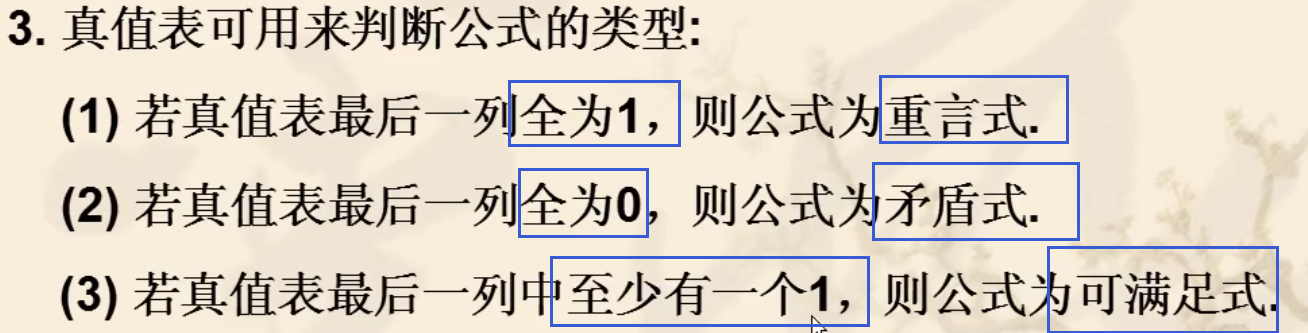 3. 真值表可用来判断公式的类型:
(1) 若真值表最后一列全为1，则公式为重言式.
(2) 若真值表最后一列全为0，则公式为矛盾式.
(3) 若真值表最后一列中至少有一个1，则公式为可满足式.